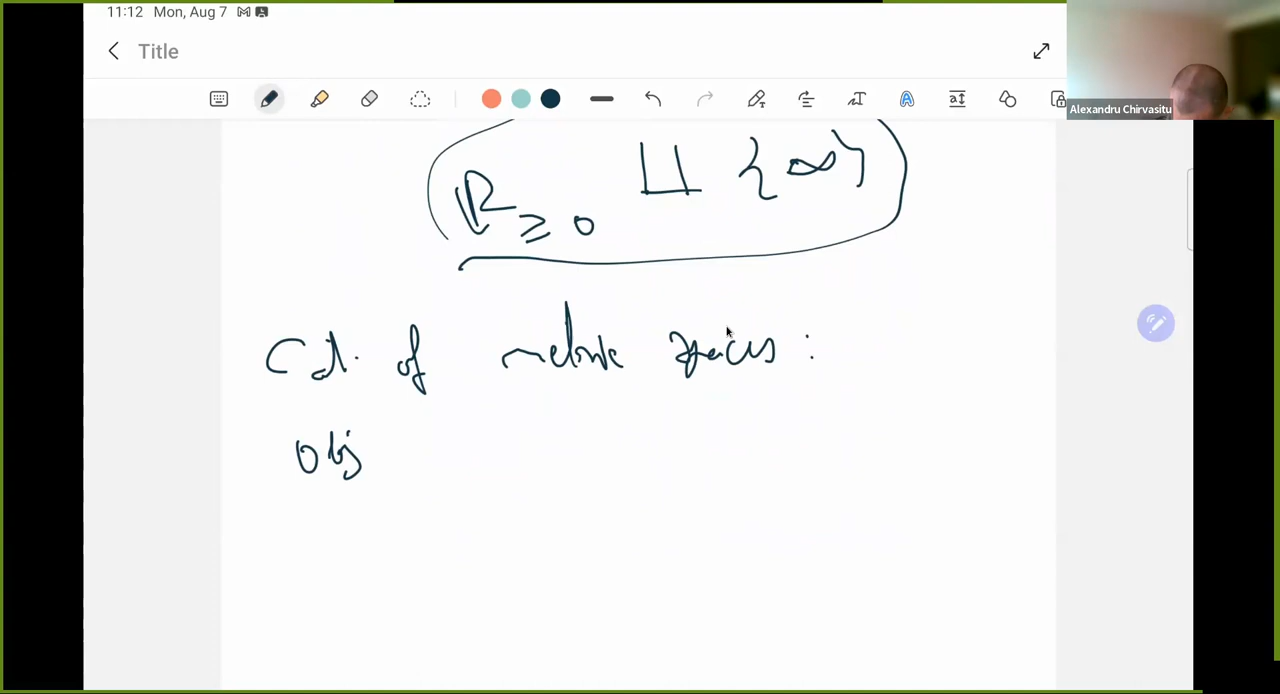 11:12 Mon, Aug 7
Title
Alexandru Chirvasitu
ℝ≥0 ⊔ {∞}
Cat. of metric spaces :
Obj